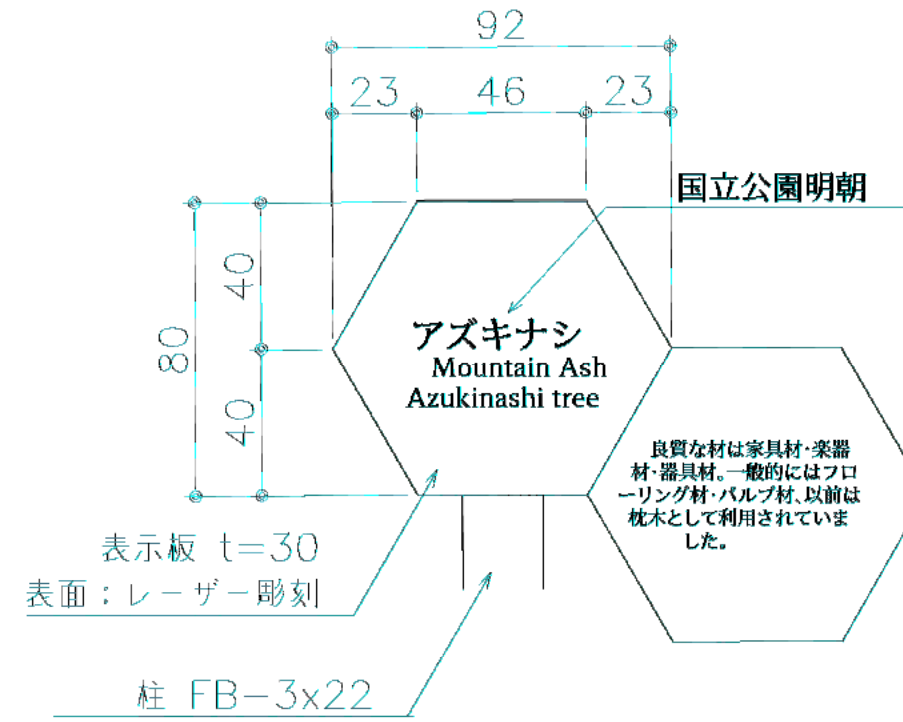 92
23 46 23
国立公園明朝
40
80
40
アズキナシ
Mountain Ash
Azukinashi tree
良質な材は家具材・楽器
材・器具材。一般的にはフロ
ーリング材・パルプ材、以前は
枕木として利用されていま
した。
表示板 t=30
表面：レーザー彫刻
柱 FB-3x22